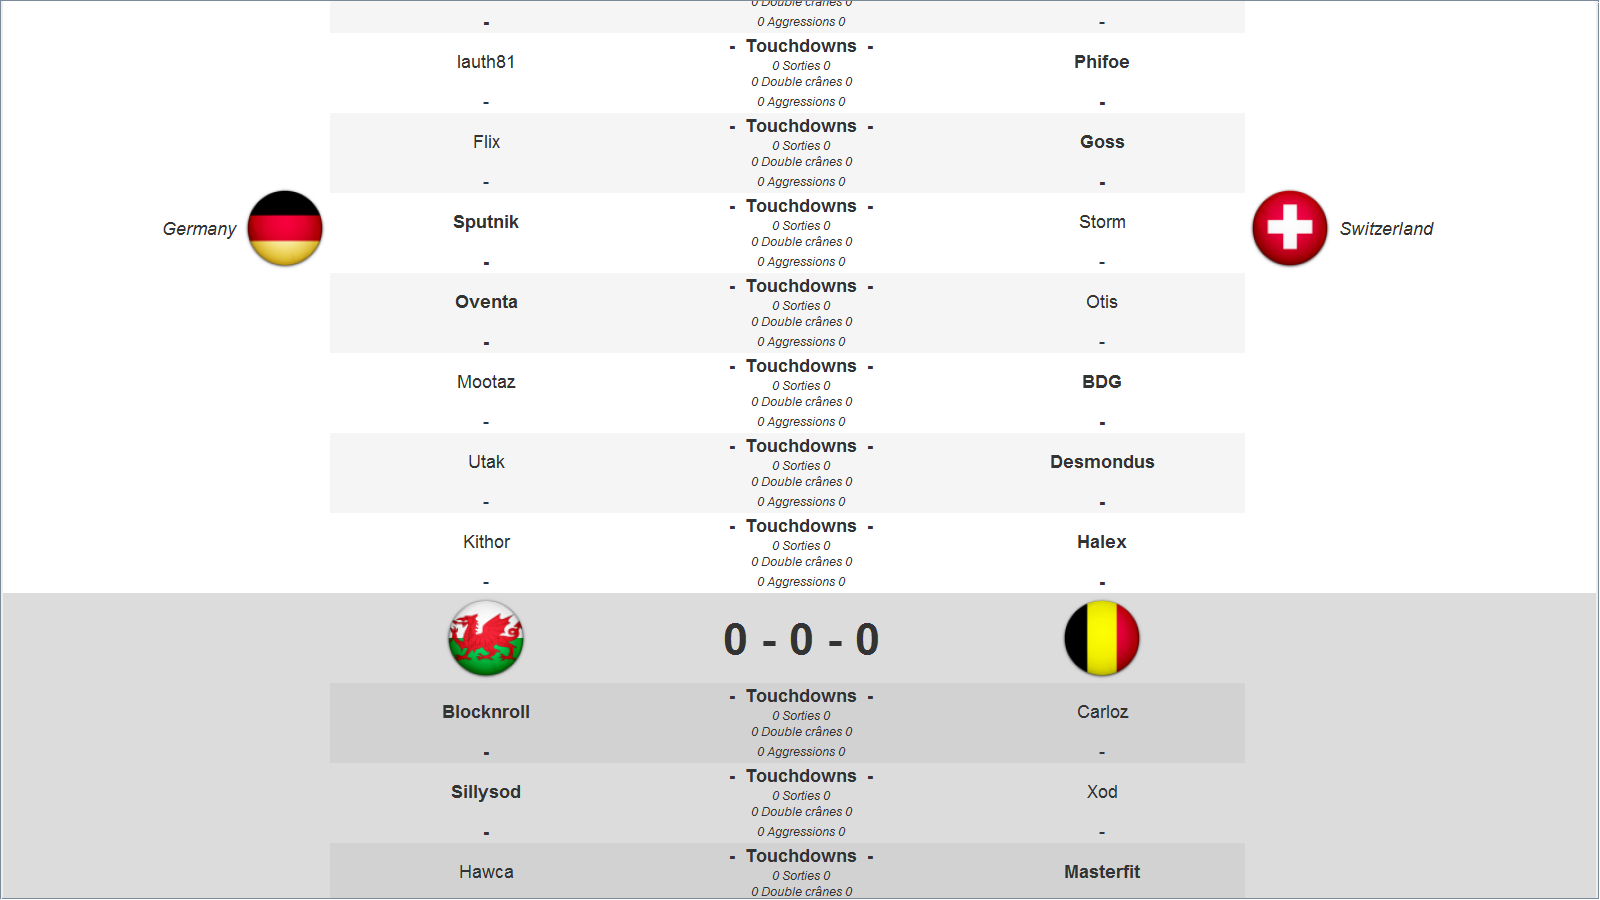 0 Double crânes 0
- 0 Aggressions 0 -
- Touchdowns -
lauth81 0 Sorties 0 Phifoe
0 Double crânes 0
- 0 Aggressions 0 -
- Touchdowns -
Flix 0 Sorties 0 Goss
0 Double crânes 0
- 0 Aggressions 0 -
- Touchdowns -
Germany Sputnik 0 Sorties 0 Storm Switzerland
0 Double crânes 0
- 0 Aggressions 0 -
- Touchdowns -
Oventa 0 Sorties 0 Otis
0 Double crânes 0
- 0 Aggressions 0 -
- Touchdowns -
Mootaz 0 Sorties 0 BDG
0 Double crânes 0
- 0 Aggressions 0 -
- Touchdowns -
Utak 0 Sorties 0 Desmondus
0 Double crânes 0
- 0 Aggressions 0 -
- Touchdowns -
Kithor 0 Sorties 0 Halex
0 Double crânes 0
- 0 Aggressions 0 -
0 - 0 - 0
- Touchdowns -
Blocknroll 0 Sorties 0 Carloz
0 Double crânes 0
- 0 Aggressions 0 -
- Touchdowns -
Sillysod 0 Sorties 0 Xod
0 Double crânes 0
- 0 Aggressions 0 -
- Touchdowns -
Hawca 0 Sorties 0 Masterfit
0 Double crânes 0